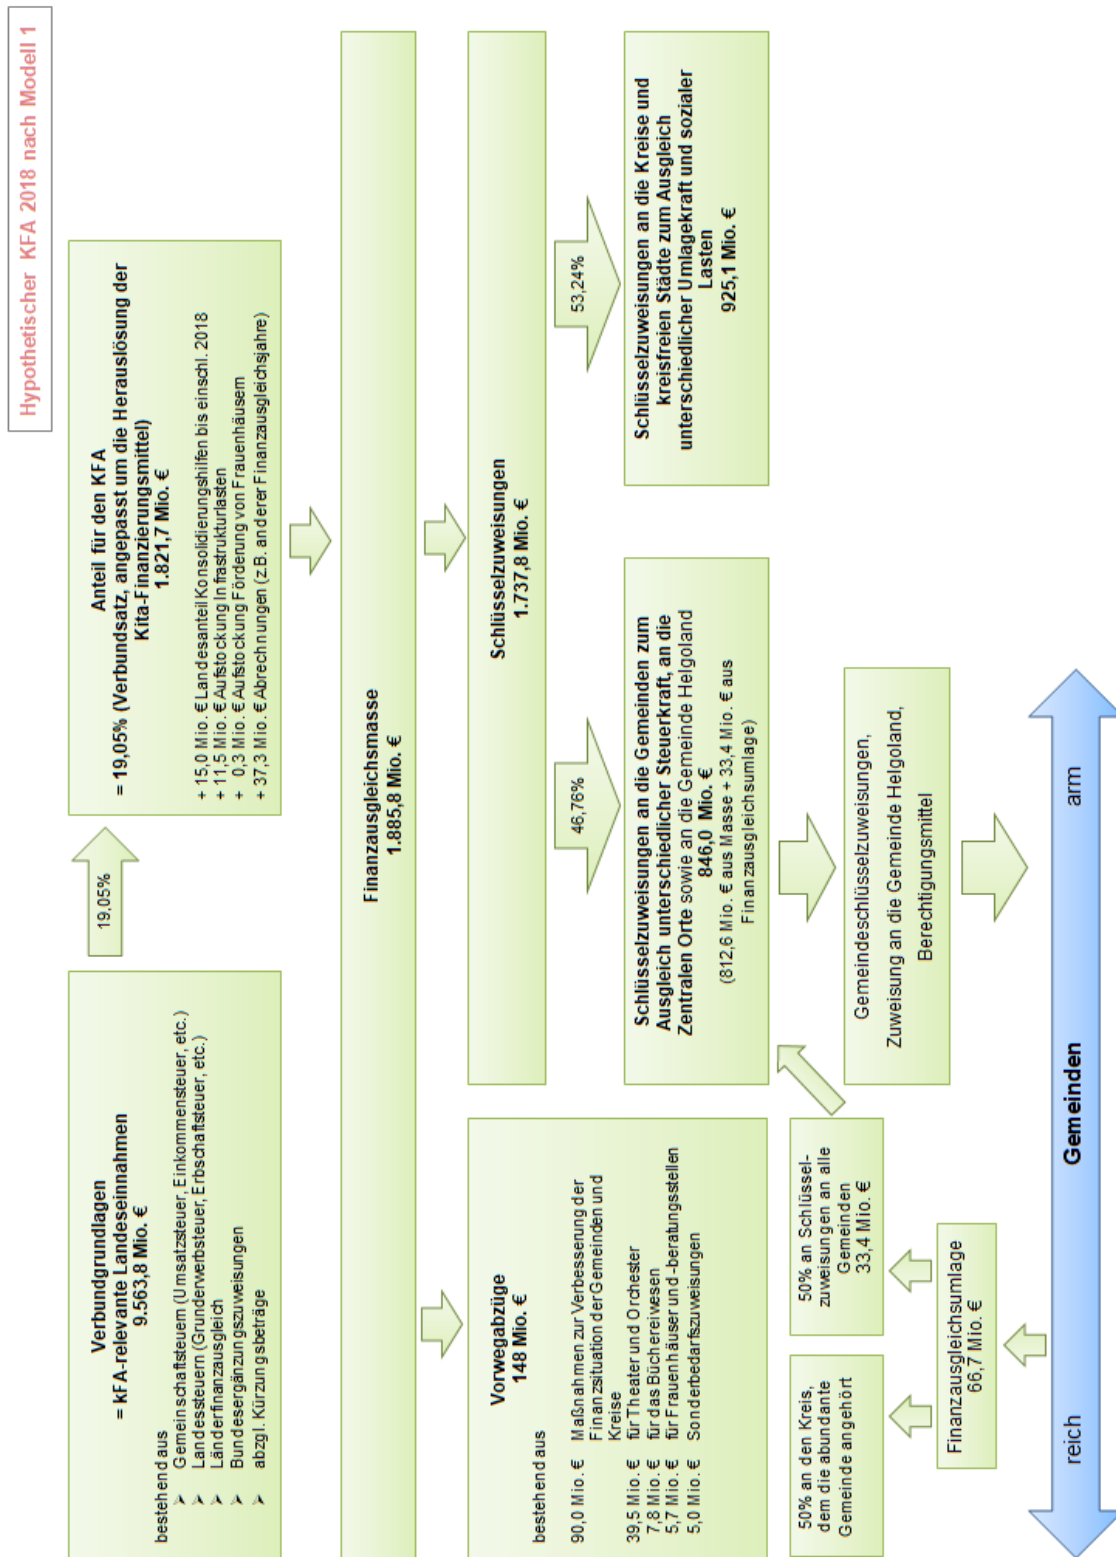 Hypothetischer KFA 2018 nach Modell 1
Verbundgrundlagen
= kFA-relevante Landeseinnahmen
9.563,8 Mio. €
bestehend aus
➢ Gemeinschaftsteuern (Umsatzsteuer, Einkommensteuer, etc.)
➢ Landessteuern (Grunderwerbsteuer, Erbschaftsteuer, etc.)
➢ Länderfinanzausgleich
➢ Bundesergänzungszuweisungen
➢ abzgl. Kürzungsbeträge
19,05%
Anteil für den KFA
= 19,05% (Verbundsatz, angepasst um die Herauslösung der
Kita-Finanzierungsmittel)
1.821,7 Mio. €
+ 15,0 Mio. € Landesanteil Konsolidierungshilfen bis einschl. 2018
+ 11,5 Mio. € Aufstockung Infrastrukturlasten
+ 0,3 Mio. € Aufstockung Förderung von Frauenhäusern
+ 37,3 Mio. € Abrechnungen (z.B. anderer Finanzausgleichsjahre)
Finanzausgleichsmasse
1.885,8 Mio. €
Vorwegabzüge
148 Mio. €
bestehend aus
90,0 Mio. € Maßnahmen zur Verbesserung der
Finanzsituation der Gemeinden und
Kreise
39,5 Mio. € für Theater und Orchester
7,8 Mio. € für das Büchereiwesen
5,7 Mio. € für Frauenhäuser und -beratungsstellen
5,0 Mio. € Sonderbedarfszuweisungen
Schlüsselzuweisungen
1.737,8 Mio. €
46,76%
53,24%
Schlüsselzuweisungen an die Gemeinden zum
Ausgleich unterschiedlicher Steuerkraft, an die
Zentralen Orte sowie an die Gemeinde Helgoland
846,0 Mio. €
(812,6 Mio. € aus Masse + 33,4 Mio. € aus
Finanzausgleichsumlage)
Schlüsselzuweisungen an die Kreise und
kreisfreien Städte zum Ausgleich
unterschiedlicher Umlagekraft und sozialer
Lasten
925,1 Mio. €
50% an den Kreis,
dem die abundante
Gemeinde angehört
50% an Schlüssel-
zuweisungen an alle
Gemeinden
33,4 Mio. €
Gemeindeschlüsselzuweisungen,
Zuweisung an die Gemeinde Helgoland,
Berechtigungsmittel
Finanzausgleichsumlage
66,7 Mio. €
reich
Gemeinden
arm